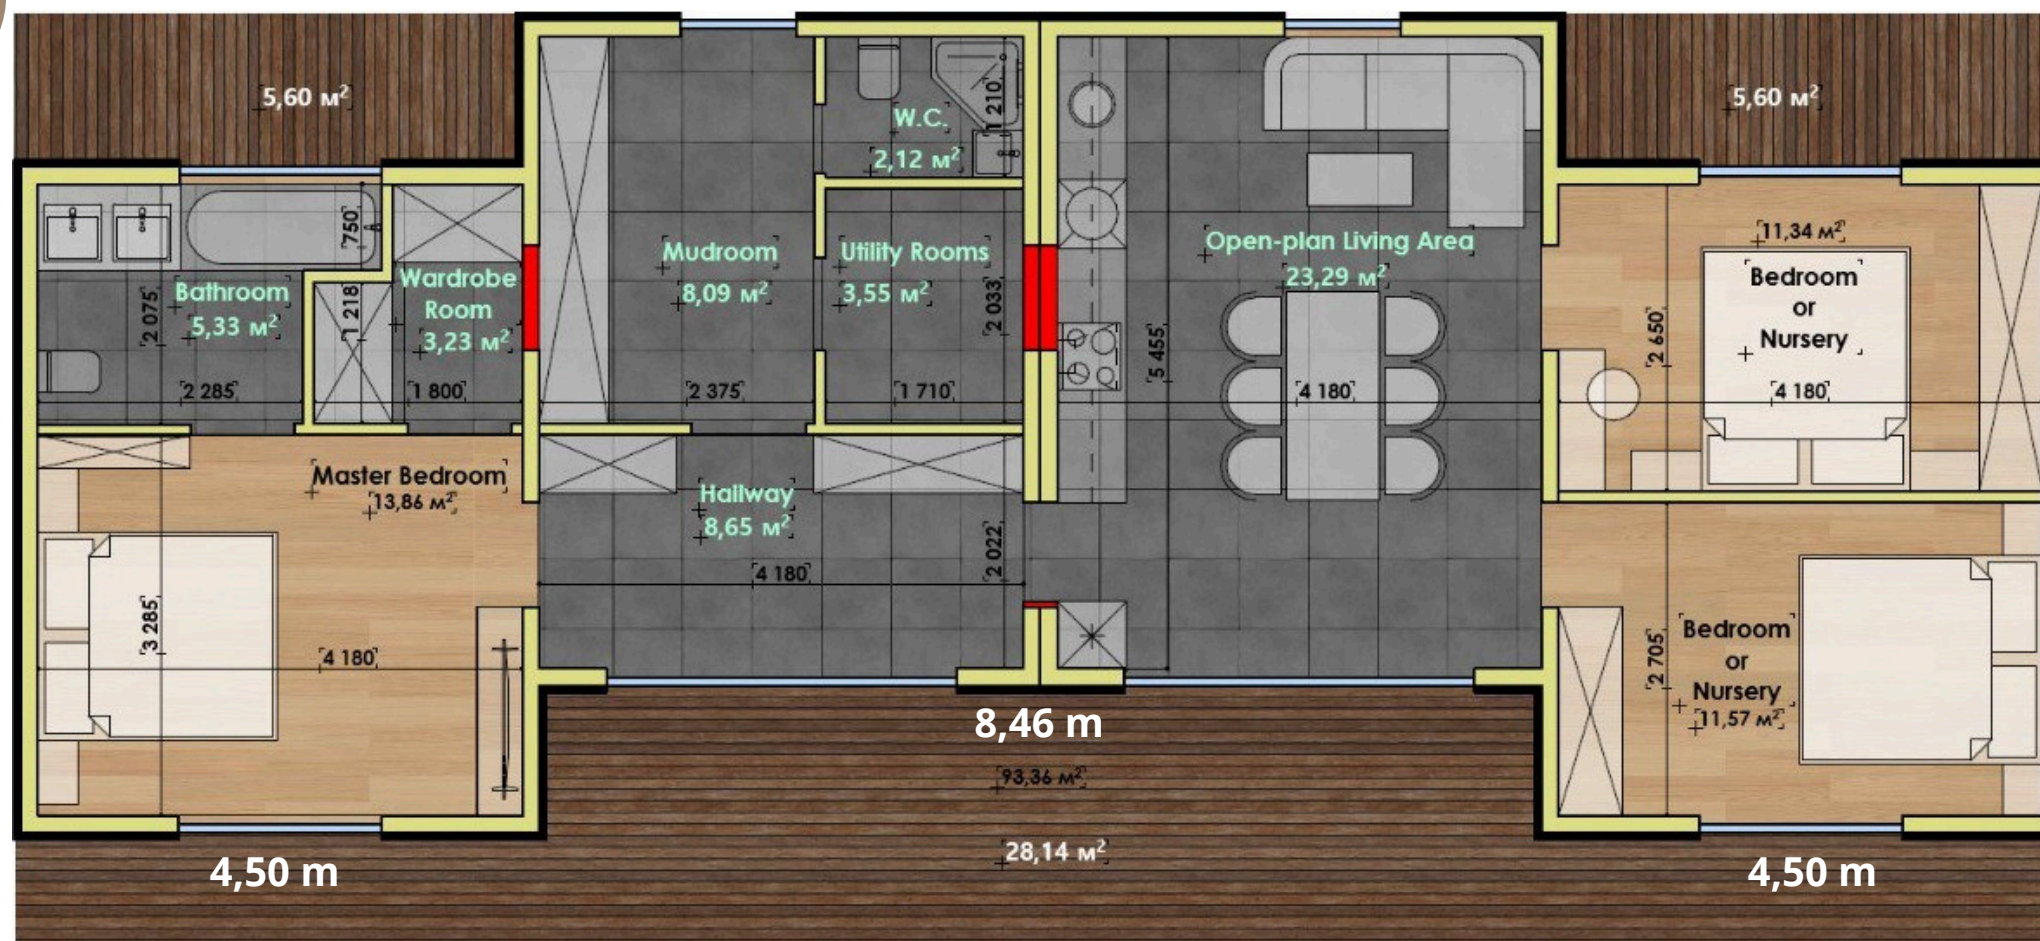 5,60 м²
5,60 м²
1 210
W.C.
2,12 м²
750
Mudroom
8,09 м²
Utility Rooms
3,55 м²
Open-plan Living Area
23,29 м²
11,34 м²
Bedroom
or
Nursery
Bathroom
5,33 м²
2 075
1 218
Wardrobe
Room
3,23 м²
2 033
5 455
2 650
2 285
1 800
2 375
1 710
4 180
4 180
Master Bedroom
13,86 м²
Hallway
8,65 м²
2 022
4 180
3 285
4 180
2 705
Bedroom
or
Nursery
11,57 м²
8,46 m
93,36 м²
28,14 м²
4,50 m
4,50 m